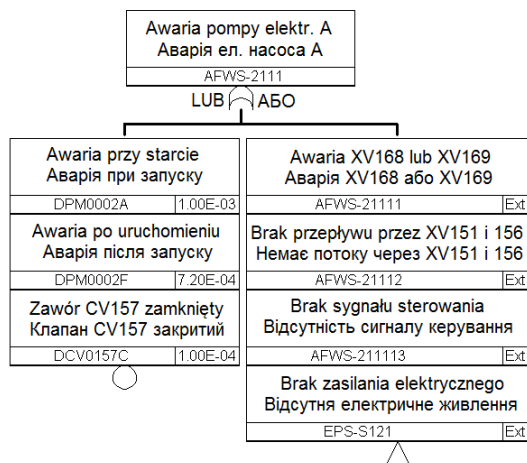 Awaria pompy elektr. A
Аварія ел. насоса А
AFWS-2111
LUB АБО
Awaria przy starcie
Аварія при запуску
DPM0002A 1.00E-03
Awaria po uruchomieniu
Аварія після запуску
DPM0002F 7.20E-04
Zawór CV157 zamknięty
Клапан CV157 закритий
DCV0157C 1.00E-04
Awaria XV168 lub XV169
Аварія XV168 або XV169
AFWS-21111 Ext
Brak przepływu przez XV151 i 156
Немає потоку через XV151 і 156
AFWS-21112 Ext
Brak sygnału sterowania
Відсутність сигналу керування
AFWS-211113 Ext
Brak zasilania elektrycznego
Відсутня електричне живлення
EPS-S121 Ext